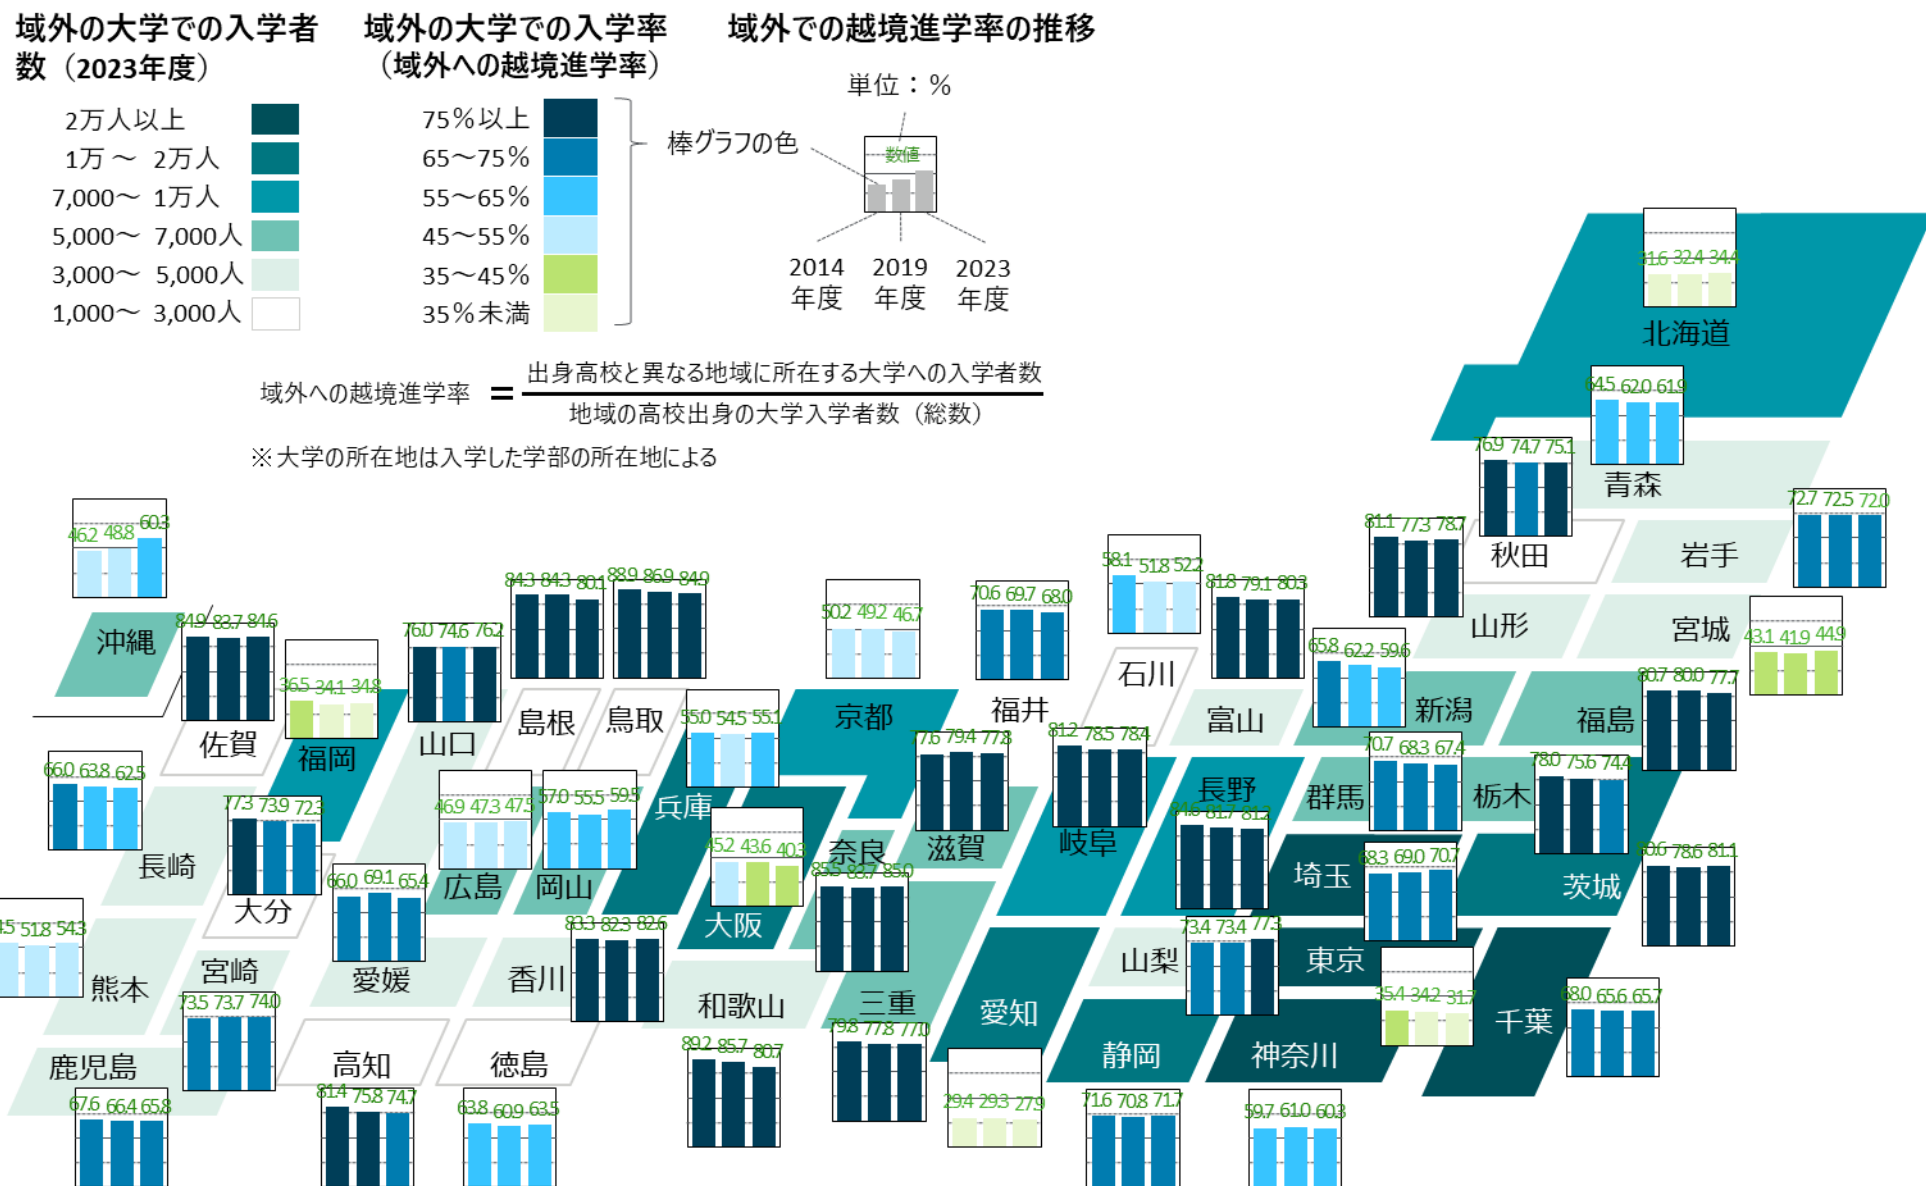 域外の大学での入学者
数（2023年度）
2万人以上
1万～ 2万人
7,000～ 1万人
5,000～ 7,000人
3,000～ 5,000人
1,000～ 3,000人
域外の大学での入学率
（域外への越境進学率）
75％以上
65～75％
55～65％
45～55％
35～45％
35％未満
域外での越境進学率の推移
単位：％
棒グラフの色
数値
2014
年度
2019
年度
2023
年度
域外への越境進学率 = 出身高校と異なる地域に所在する大学への入学者数
地域の高校出身の大学入学者数（総数）
※大学の所在地は入学した学部の所在地による
31.6 32.4 34.4
北海道
64.5 62.0 61.9
青森
76.9 74.7 75.1
秋田
72.7 72.5 72.0
岩手
81.1 77.3 78.7
山形
43.1 41.9 44.9
宮城
65.8 62.2 59.6
新潟
80.7 80.0 77.7
福島
46.2 48.8 60.3
沖縄
84.9 83.7 84.6
佐賀
36.5 34.1 34.8
福岡
76.0 74.6 76.2
山口
84.3 84.3 80.1
島根
88.9 86.9 84.9
鳥取
55.0 54.5 55.1
兵庫
50.2 49.2 46.7
京都
70.6 69.7 68.0
福井
58.1 51.8 52.2
石川
81.8 79.1 80.3
富山
77.6 79.4 77.8
滋賀
81.2 78.5 78.4
岐阜
長野
84.6 81.7 81.2
70.7 68.3 67.4
群馬
78.0 75.6 74.4
栃木
68.3 69.0 70.7
埼玉
78.6 81.1
茨城
66.0 63.8 62.5
長崎
77.3 73.9 72.3
大分
66.0 69.1 65.4
愛媛
46.9 47.3 47.5
広島
57.0 55.5 59.5
岡山
45.2 43.6 40.3
大阪
奈良
85.5 83.7 85.0
51.8 54.3
熊本
宮崎
73.5 73.7 74.0
83.3 82.3 82.6
香川
和歌山
89.2 85.7 80.7
三重
79.8 77.8 77.0
愛知
29.4 29.3 27.9
山梨
73.4 73.4 77.3
東京
35.4 34.2 31.7
千葉
68.0 65.6 65.7
静岡
71.6 70.8 71.7
神奈川
59.7 61.0 60.3
鹿児島
67.6 66.4 65.8
高知
81.4 75.8 74.7
徳島
63.8 60.9 63.5